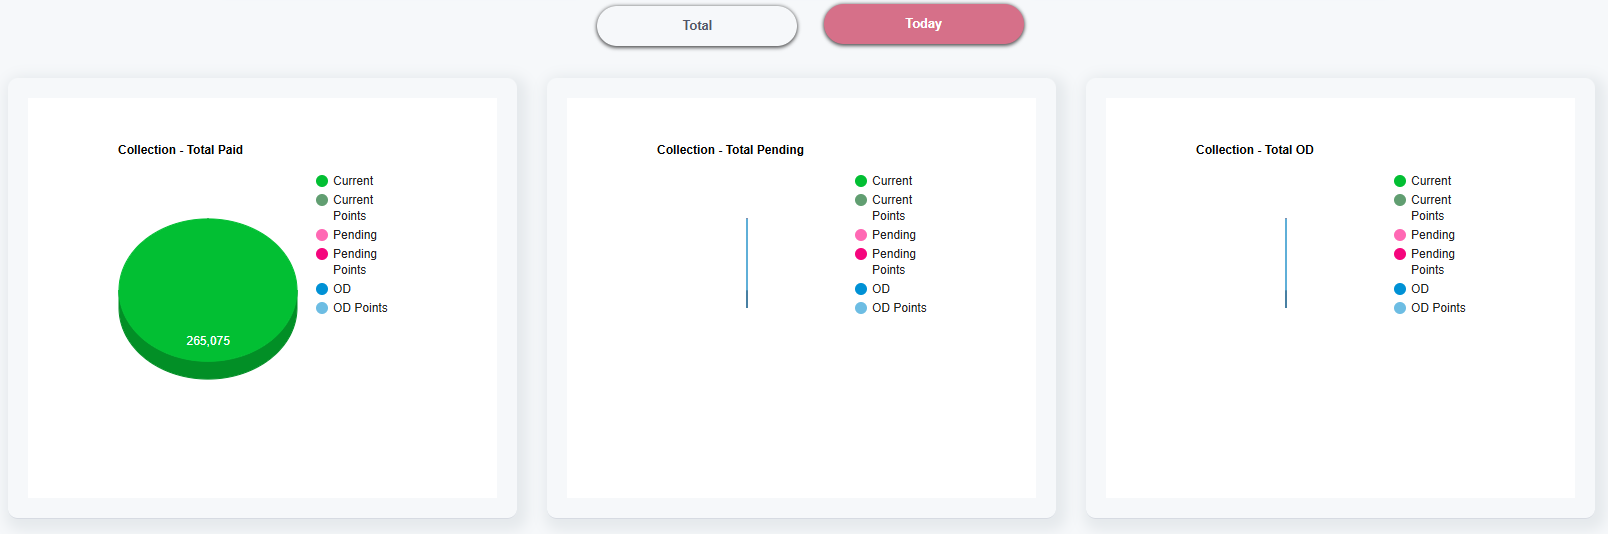 Total
Today
Collection - Total Paid
Current
Current
Points
Pending
Pending
Points
OD
OD Points
265,075
Collection - Total Pending
Current
Current
Points
Pending
Pending
Points
OD
OD Points
Collection - Total OD
Current
Current
Points
Pending
Pending
Points
OD
OD Points